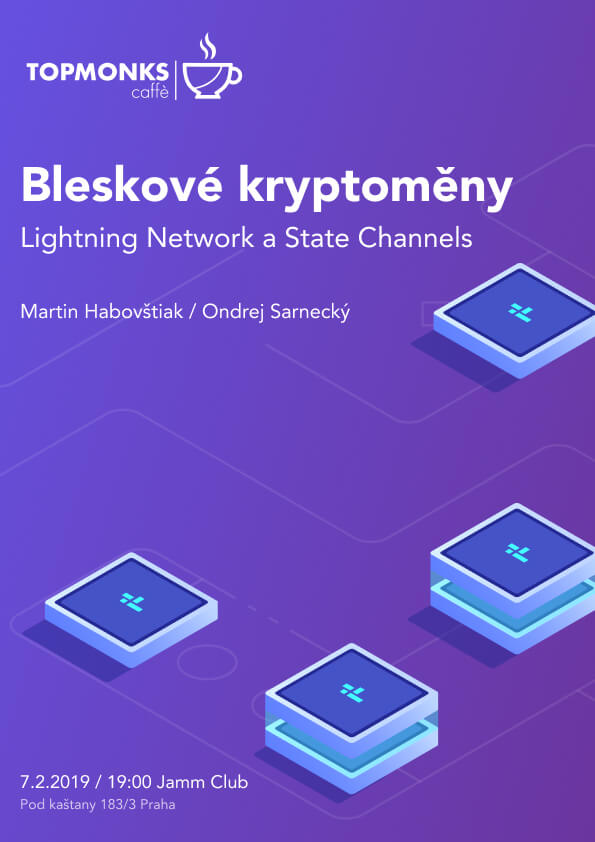 TOPMONKS
caffè
Bleskové kryptoměny
Lightning Network a State Channels
Martin Habovštiak / Ondrej Sarnecký
7.2.2019 / 19:00 Jamm Club
Pod kaštany 183/3 Praha